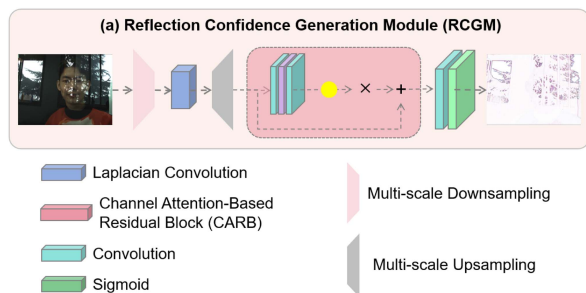 (a) Reflection Confidence Generation Module (RCGM)
×
+
Laplacian Convolution
Channel Attention-Based
Residual Block (CARB)
Convolution
Sigmoid
Multi-scale Downsampling
Multi-scale Upsampling